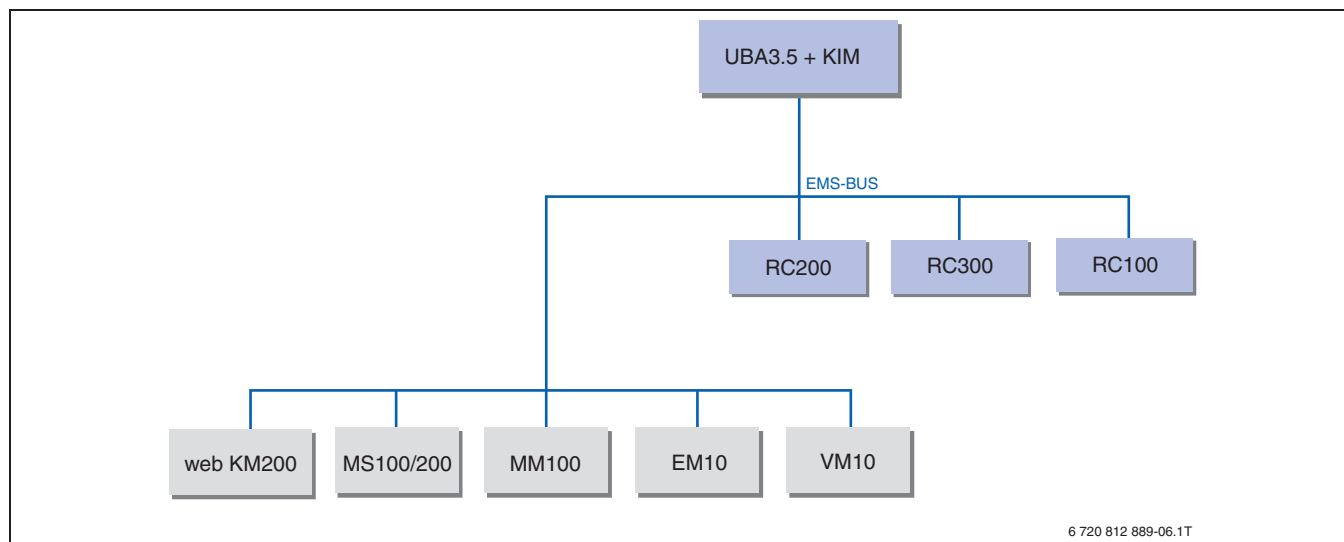 UBA3.5 + KIM
EMS-BUS
RC200
RC300
RC100
web KM200
MS100/200
MM100
EM10
VM10
6 720 812 889-06.1T